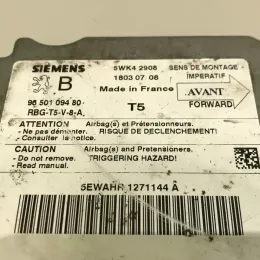 SIEMENS
5WK4 2908
SENS DE MONTAGE
B
1803 07 08
IMPERATIF
Made in France
AVANT
96 501 094 80
T5
FORWARD
RBG-T5-V-8-A,
ATTENTION Airbag(s) et Prétensionneurs.
- Ne pas démonter. RISQUE DE DECLENCHEMENT!
- Consulter la notice.
CAUTION Airbag(s) and Pretensioners.
- Do not remove. TRIGGERING HAZARD!
- Read manual.
5EWAHR 1271144 A